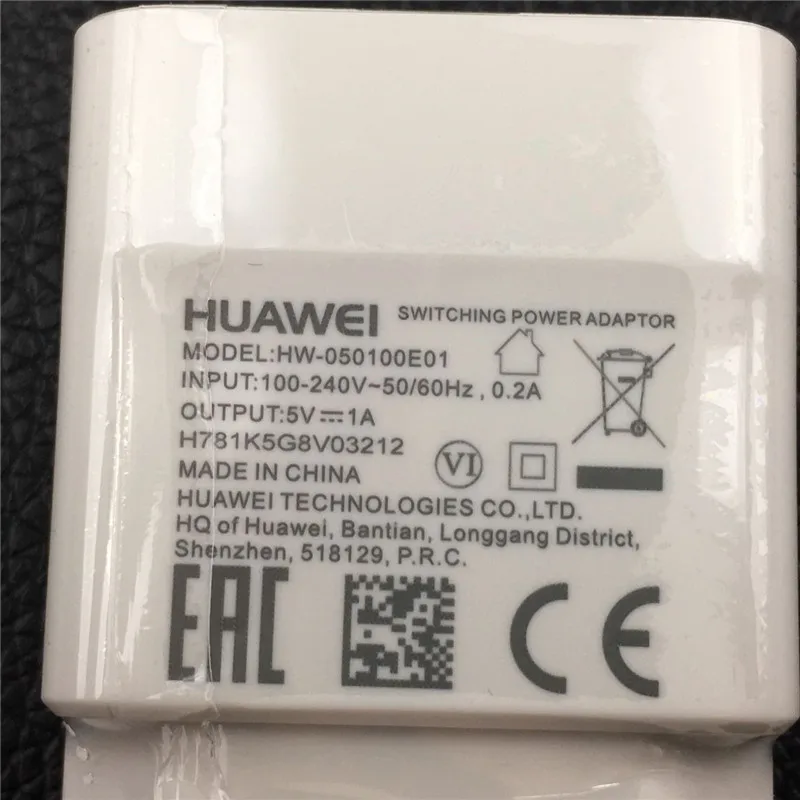 HUAWEI SWITCHING POWER ADAPTOR
MODEL:HW-050100E01
INPUT:100-240V~50/60Hz , 0.2A
OUTPUT:5V⎓1A
H781K5G8V03212
VI
MADE IN CHINA
HUAWEI TECHNOLOGIES CO.,LTD.
HQ of Huawei, Bantian, Longgang District,
Shenzhen, 518129, P.R.C.
EAC CE